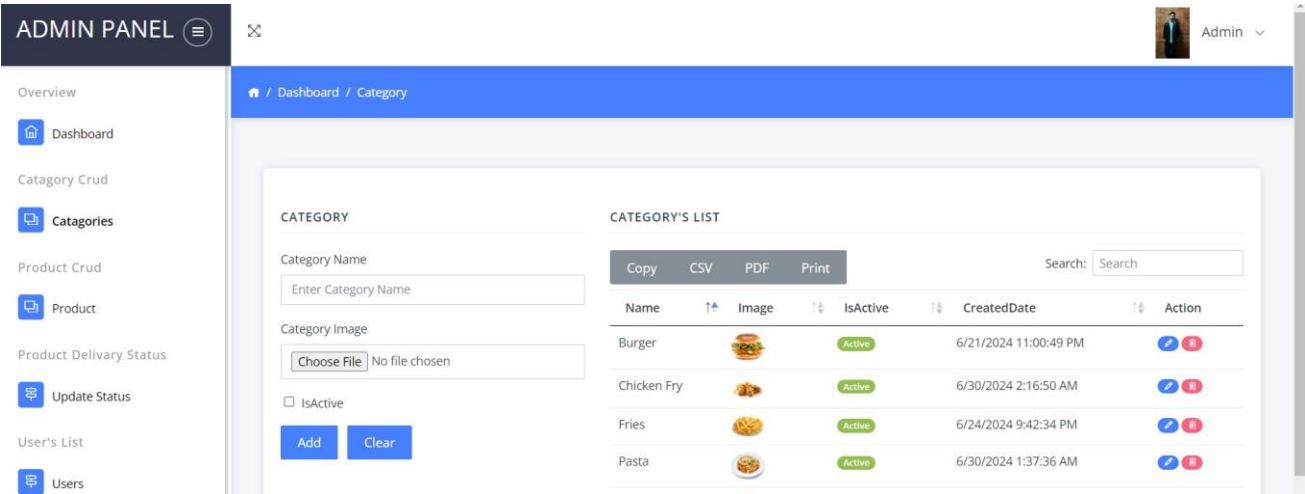 ADMIN PANEL
Admin
Overview
Dashboard
Catagory Crud
Catagories
Product Crud
Product
Product Delivary Status
Update Status
User's List
Users
/ Dashboard / Category
CATEGORY
Category Name
Enter Category Name
Category Image
Choose File No file chosen
IsActive
Add Clear
CATEGORY'S LIST
Copy CSV PDF Print
Search: Search
Name Image IsActive CreatedDate Action
Burger Active 6/21/2024 11:00:49 PM
Chicken Fry Active 6/30/2024 2:16:50 AM
Fries Active 6/24/2024 9:42:34 PM
Pasta Active 6/30/2024 1:37:36 AM